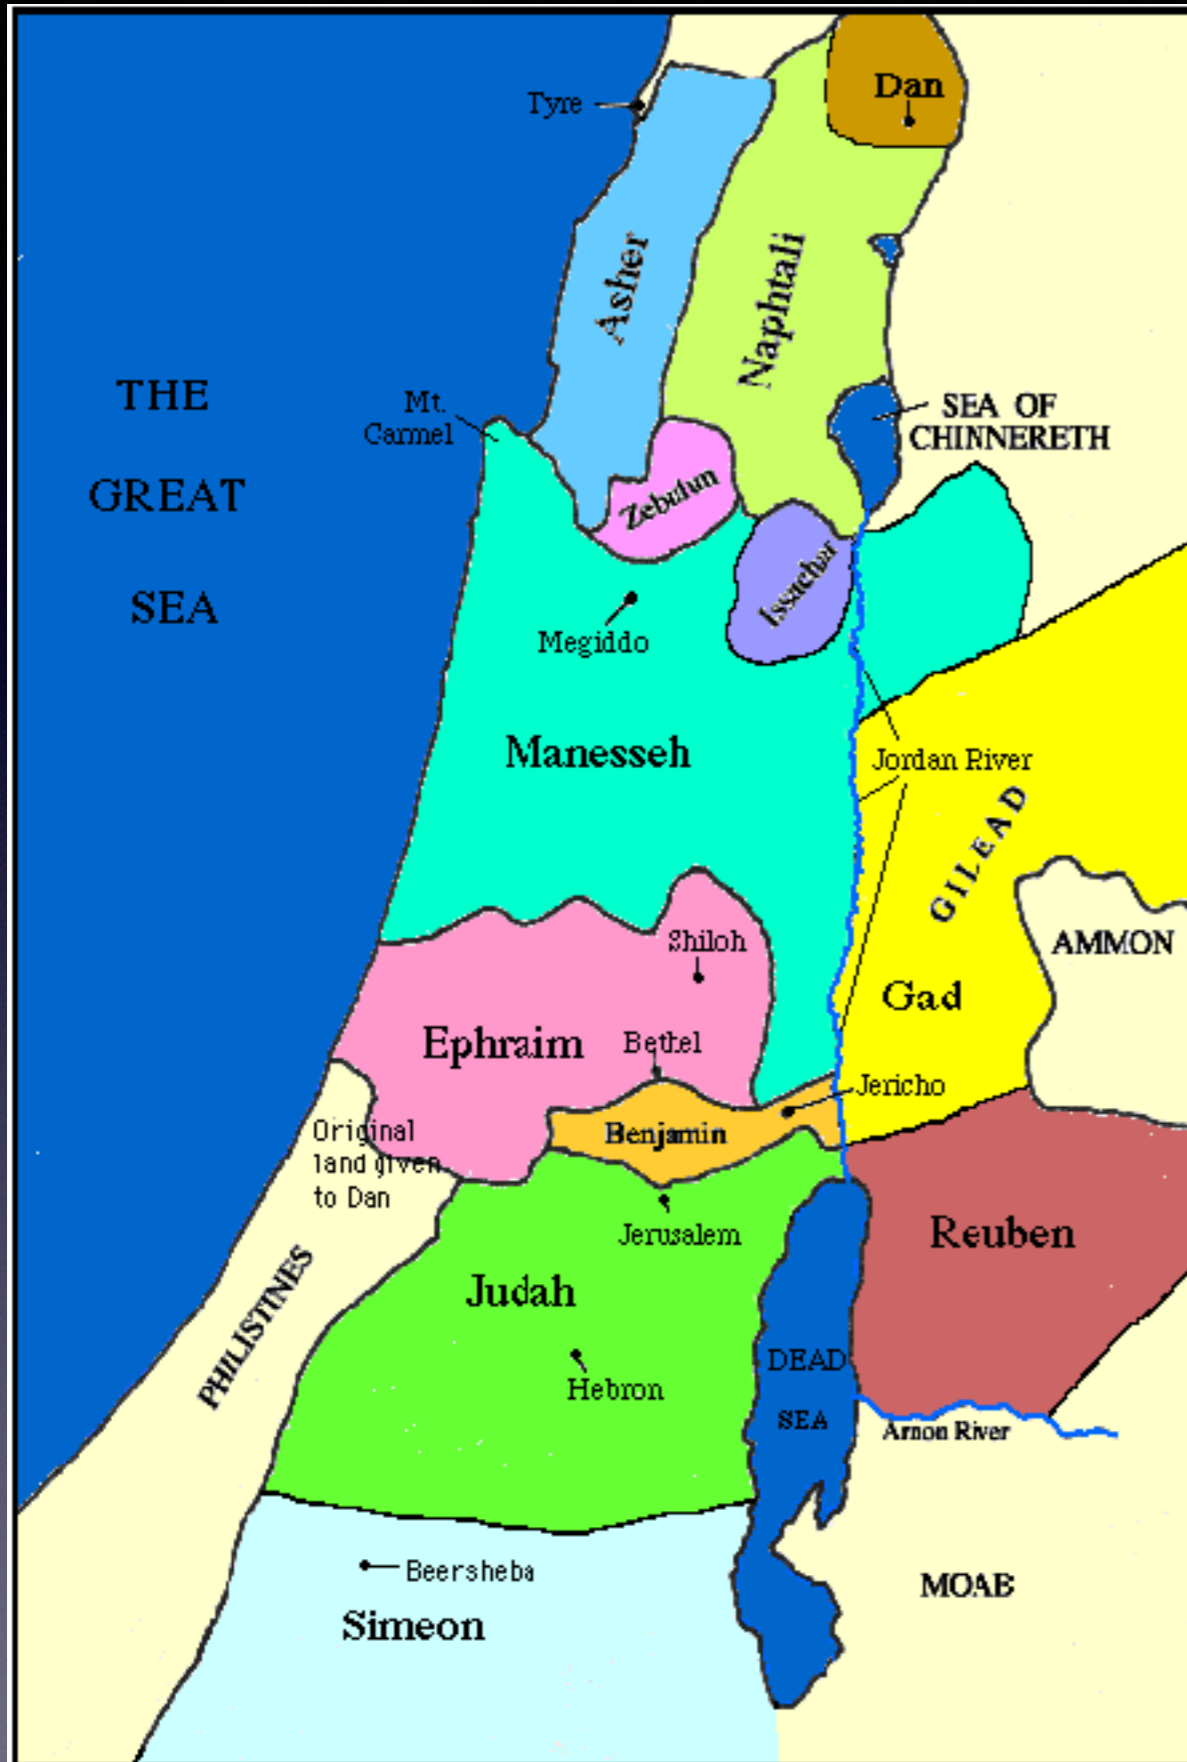 Dan
Tyre
Asher
Naphtali
THE
GREAT
SEA
Mt.
Carmel
SEA OF
CHINNERETH
Zebulun
Issachar
Megiddo
Manesseh
Jordan River
GILEAD
Shiloh
AMMON
Gad
Ephraim
Bethel
Jericho
Original
land given
to Dan
Benjamin
Jerusalem
Reuben
Judah
PHILISTINES
Hebron
DEAD
SEA
Arnon River
Beersheba
MOAB
Simeon